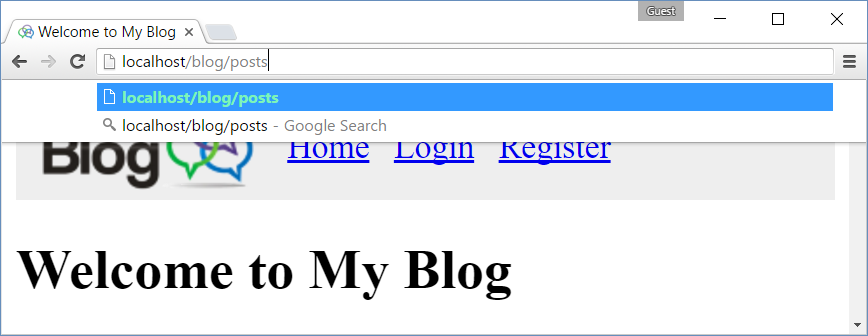 Guest
Welcome to My Blog
localhost/blog/posts
localhost/blog/posts
localhost/blog/posts - Google Search
Blog Home Login Register
Welcome to My Blog